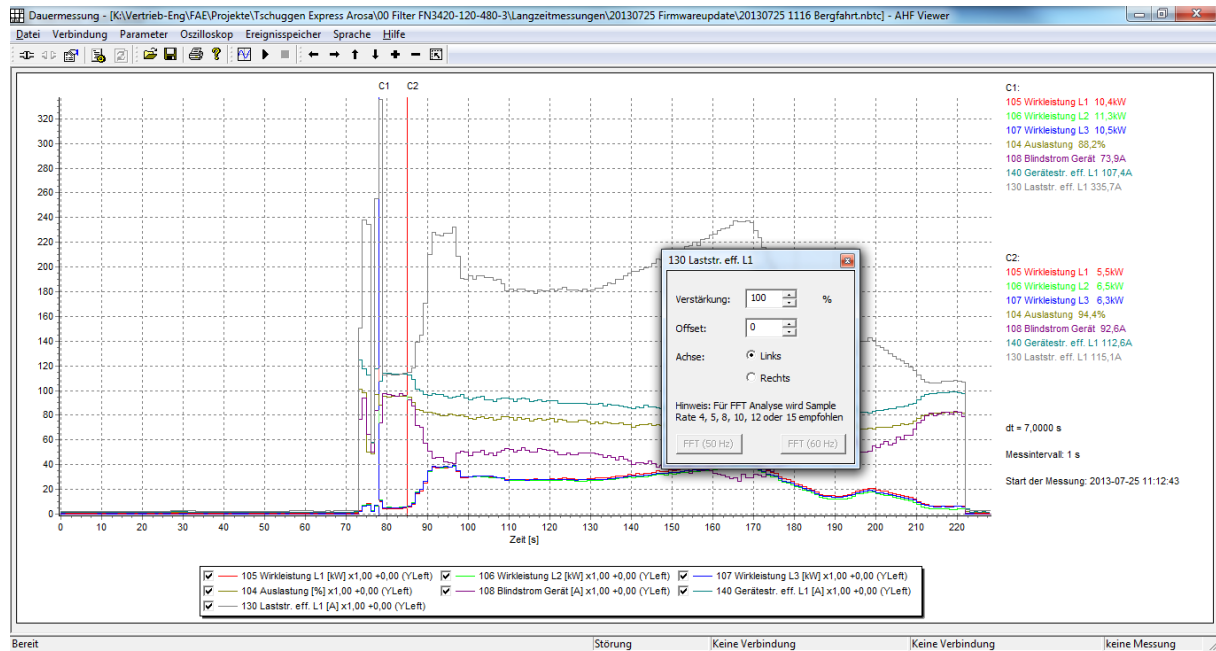 Dauermessung - [K:\Vertrieb-Eng\FAE\Projekte\Tschuggen Express Arosa\00 Filter FN3420-120-480-3\Langzeitmessungen\20130725 Firmwareupdate\20130725 1116 Bergfahrt.nbtc] - AHF Viewer
Datei Verbindung Parameter Oszilloskop Ereignisspeicher Sprache Hilfe
C1 C2
320
300
280
260
240
220
200
180
160
140
120
100
80
60
40
20
0
0 10 20 30 40 50 60 70 80 90 100 110 120 130 140 150 160 170 180 190 200 210 220
Zeit [s]
C1:
105 Wirkleistung L1 10,4kW
106 Wirkleistung L2 11,3kW
107 Wirkleistung L3 10,5kW
104 Auslastung 88,2%
108 Blindstrom Gerät 73,9A
140 Gerätestr. eff. L1 107,4A
130 Laststr. eff. L1 335,7A
C2:
105 Wirkleistung L1 5,5kW
106 Wirkleistung L2 6,5kW
107 Wirkleistung L3 6,3kW
104 Auslastung 94,4%
108 Blindstrom Gerät 92,6A
140 Gerätestr. eff. L1 112,6A
130 Laststr. eff. L1 115,1A
dt = 7,0000 s
Messintervall: 1 s
Start der Messung: 2013-07-25 11:12:43
130 Laststr. eff. L1
Verstärkung: 100 %
Offset: 0
Achse: Links
Rechts
Hinweis: Für FFT Analyse wird Sample
Rate 4, 5, 8, 10, 12 oder 15 empfohlen
FFT (50 Hz) FFT (60 Hz)
105 Wirkleistung L1 [kW] x1,00 +0,00 (YLeft) 106 Wirkleistung L2 [kW] x1,00 +0,00 (YLeft) 107 Wirkleistung L3 [kW] x1,00 +0,00 (YLeft)
104 Auslastung [%] x1,00 +0,00 (YLeft) 108 Blindstrom Gerät [A] x1,00 +0,00 (YLeft) 140 Gerätestr. eff. L1 [A] x1,00 +0,00 (YLeft)
130 Laststr. eff. L1 [A] x1,00 +0,00 (YLeft)
Bereit Störung Keine Verbindung Keine Verbindung keine Messung